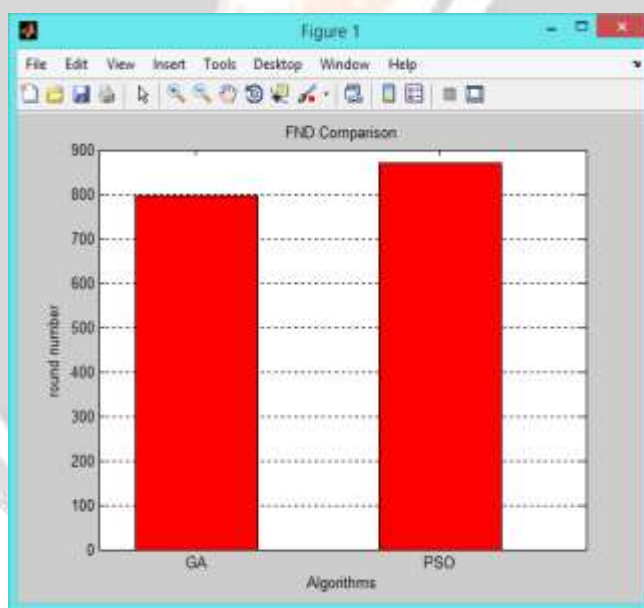 Figure 1
File Edit View Insert Tools Desktop Window Help
FND Comparison
900
800
700
600
500
400
300
200
100
0
round number
GA PSO
Algorithms